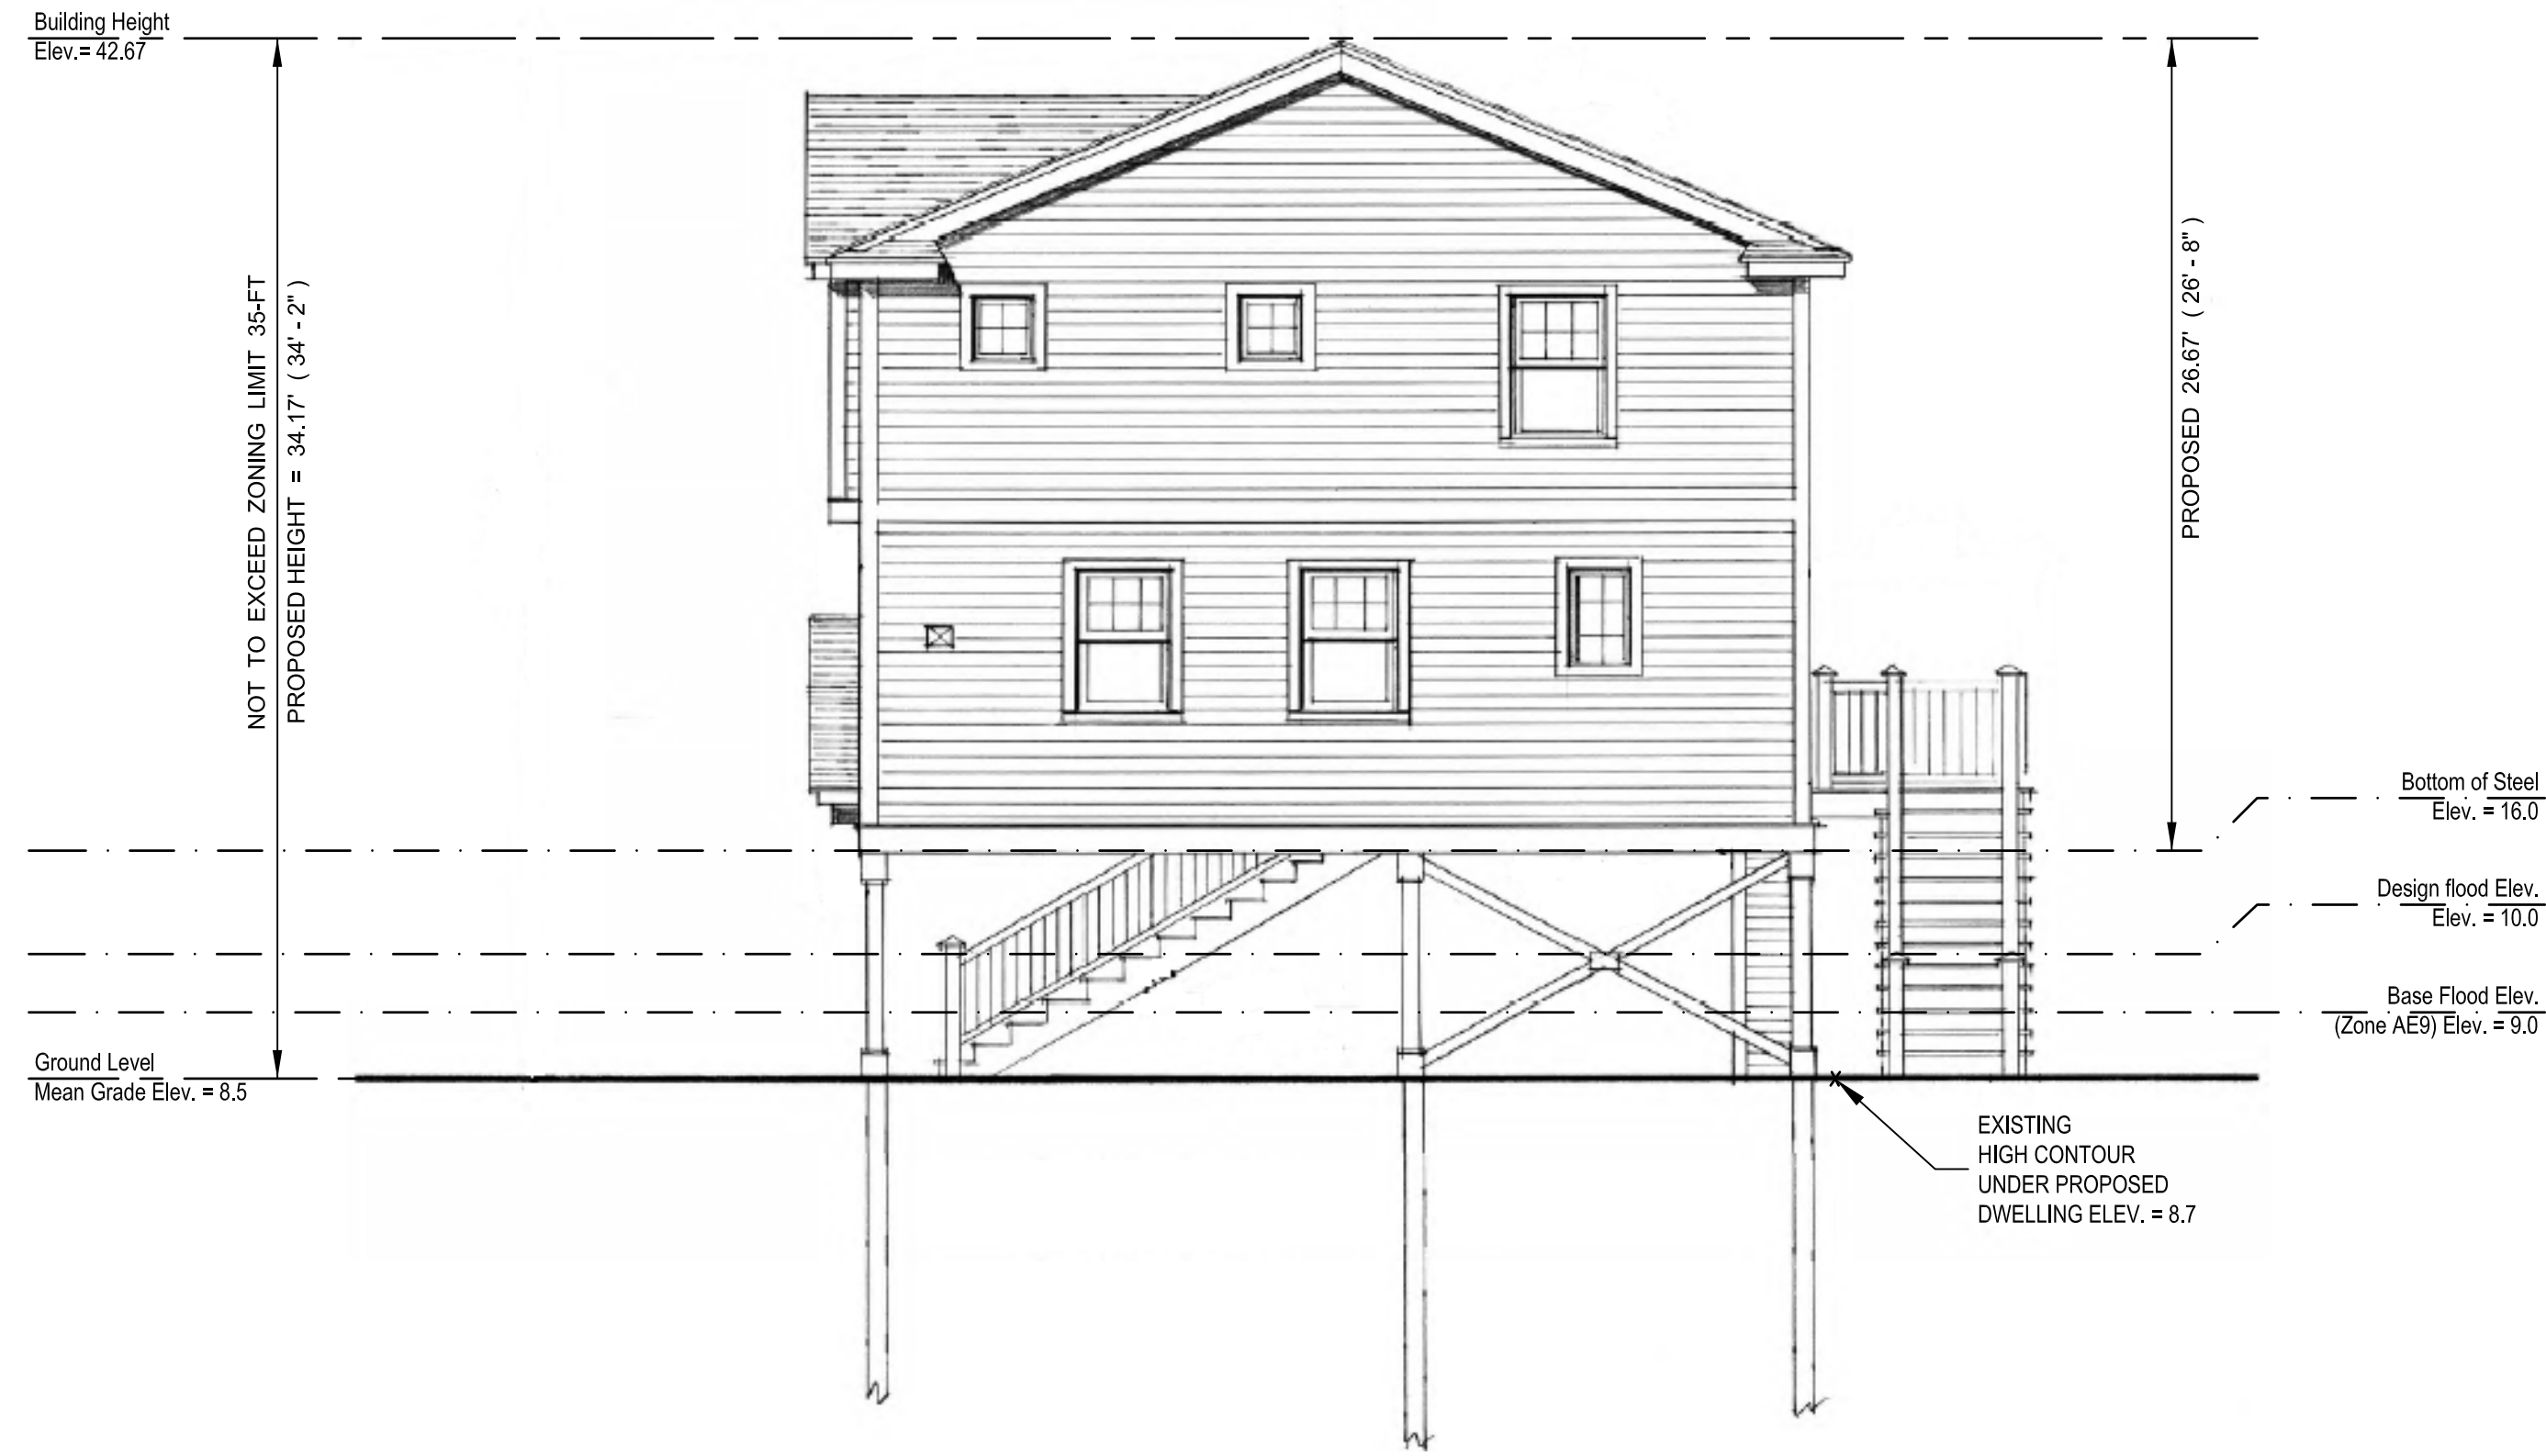 Building Height
Elev.= 42.67
NOT TO EXCEED ZONING LIMIT 35-FT
PROPOSED HEIGHT = 34.17' ( 34' - 2" )
PROPOSED 26.67' ( 26' - 8" )
Bottom of Steel
Elev. = 16.0
Design flood Elev.
Elev. = 10.0
Base Flood Elev.
(Zone AE9) Elev. = 9.0
Ground Level
Mean Grade Elev. = 8.5
EXISTING
HIGH CONTOUR
UNDER PROPOSED
DWELLING ELEV. = 8.7